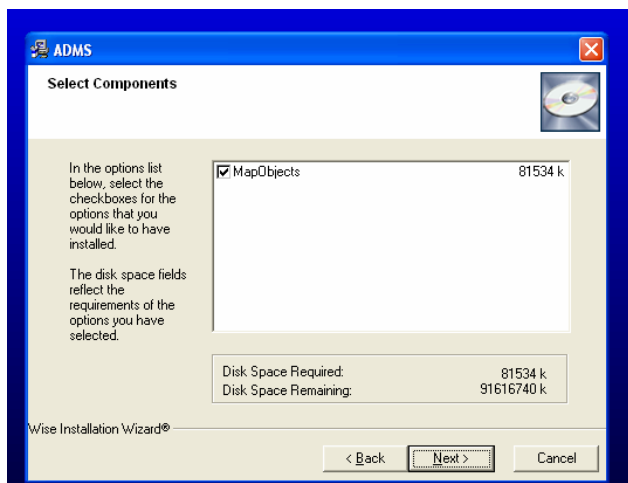 ADMS
Select Components
In the options list
below, select the
checkboxes for the
options that you
would like to have
installed.
The disk space fields
reflect the
requirements of the
options you have
selected.
MapObjects 81534 k
Disk Space Required: 81534 k
Disk Space Remaining: 91616740 k
Wise Installation Wizard®
< Back Next > Cancel